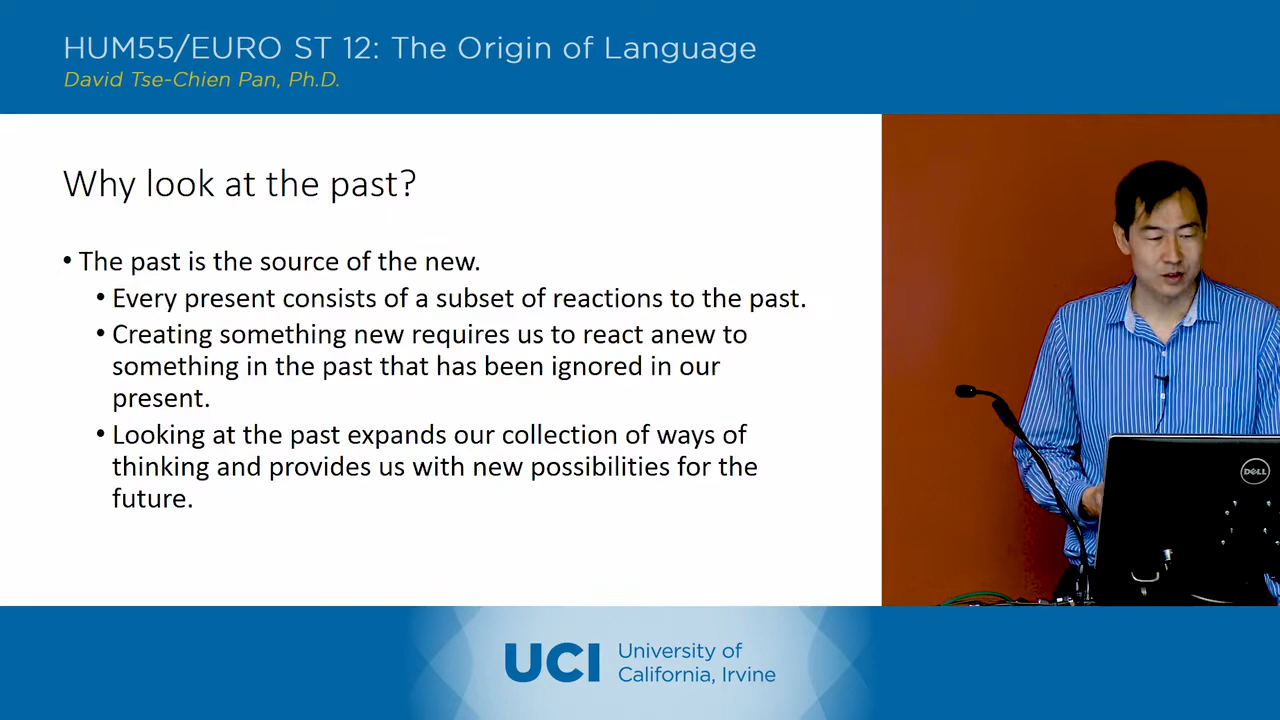 HUM55/EURO ST 12: The Origin of Language
David Tse-Chien Pan, Ph.D.
Why look at the past?
• The past is the source of the new.
• Every present consists of a subset of reactions to the past.
• Creating something new requires us to react anew to
something in the past that has been ignored in our
present.
• Looking at the past expands our collection of ways of
thinking and provides us with new possibilities for the
future.
DELL
UCI
University of
California, Irvine